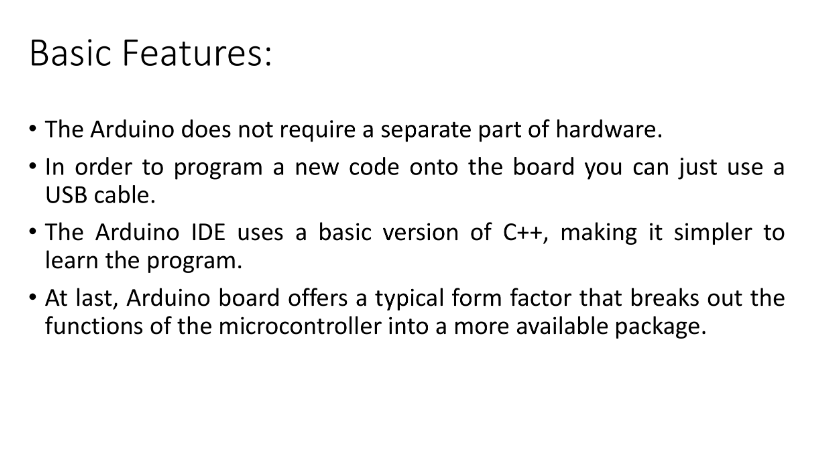 Basic Features:
• The Arduino does not require a separate part of hardware.
• In order to program a new code onto the board you can just use a
USB cable.
• The Arduino IDE uses a basic version of C++, making it simpler to
learn the program.
• At last, Arduino board offers a typical form factor that breaks out the
functions of the microcontroller into a more available package.